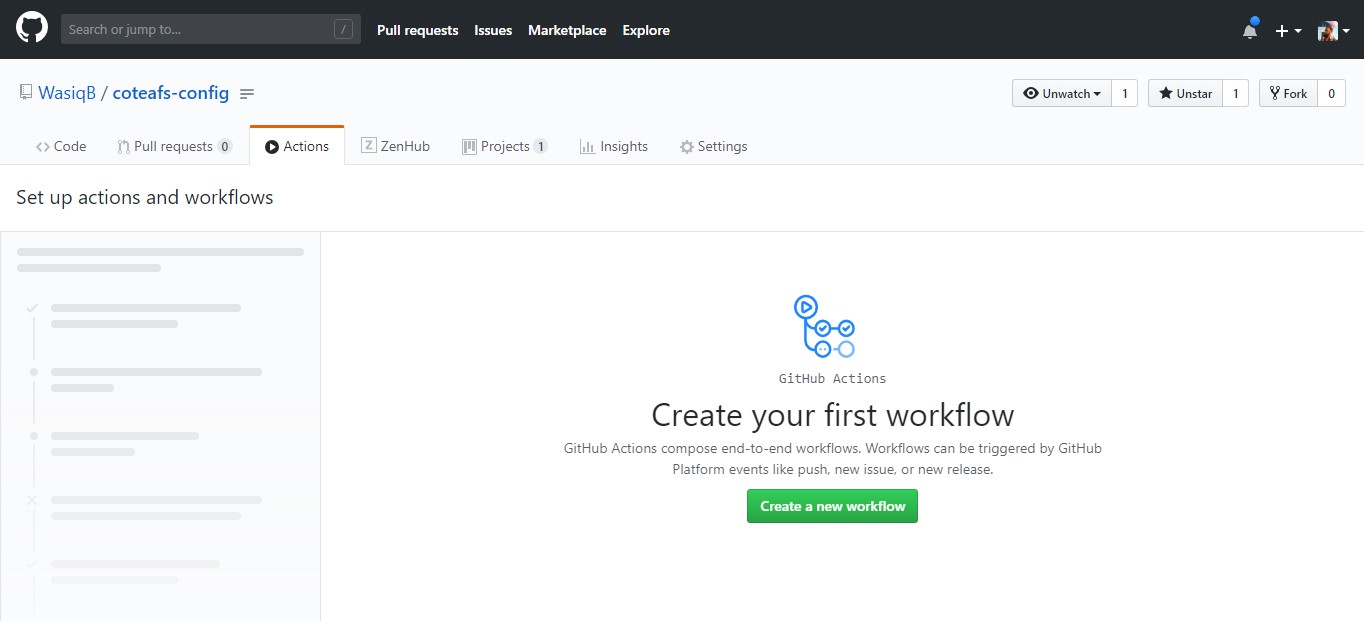 Search or jump to... /
Pull requests Issues Marketplace Explore
WasiqB / coteafs-config
Unwatch 1 Unstar 1 Fork 0
Code Pull requests 0 Actions Z ZenHub Projects 1 Insights Settings
Set up actions and workflows
GitHub Actions
Create your first workflow
GitHub Actions compose end-to-end workflows. Workflows can be triggered by GitHub
Platform events like push, new issue, or new release.
Create a new workflow